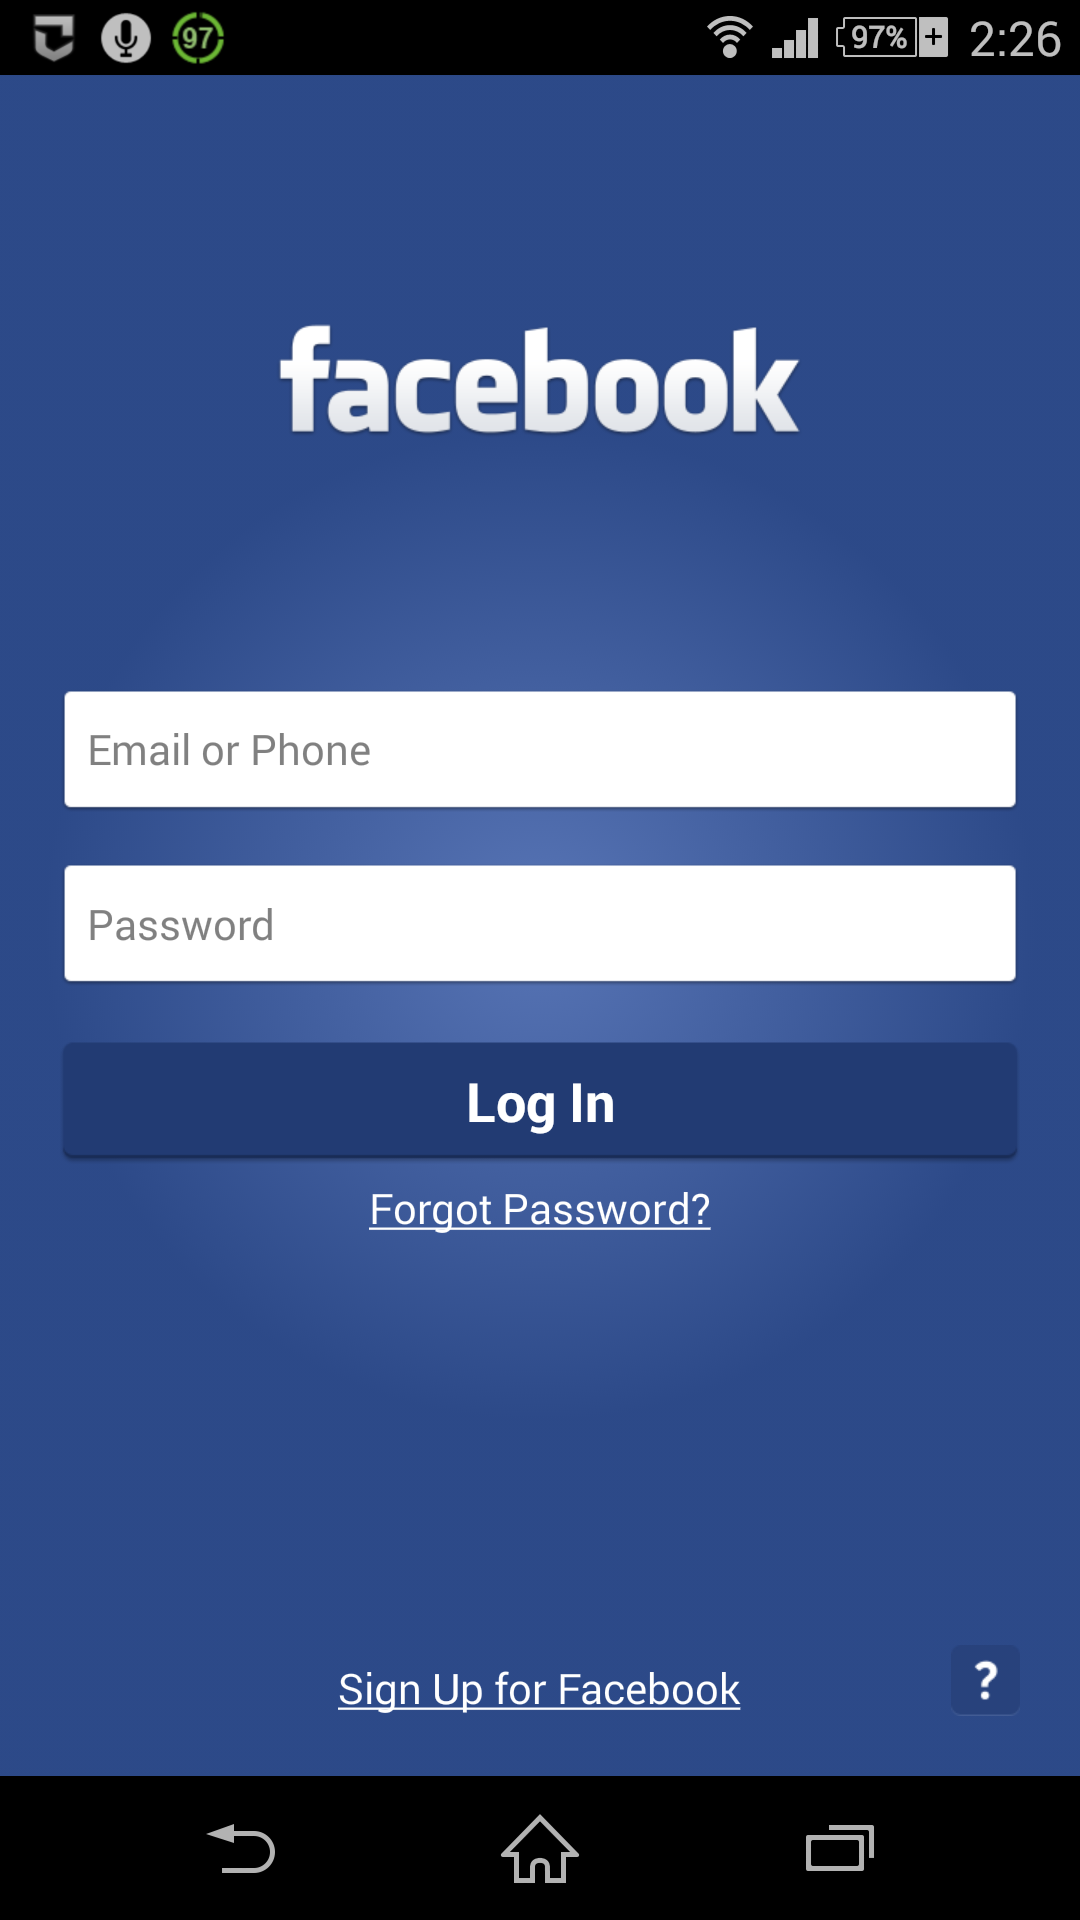 97 97% 2:26
facebook
Email or Phone
Password
Log In
Forgot Password?
Sign Up for Facebook
?